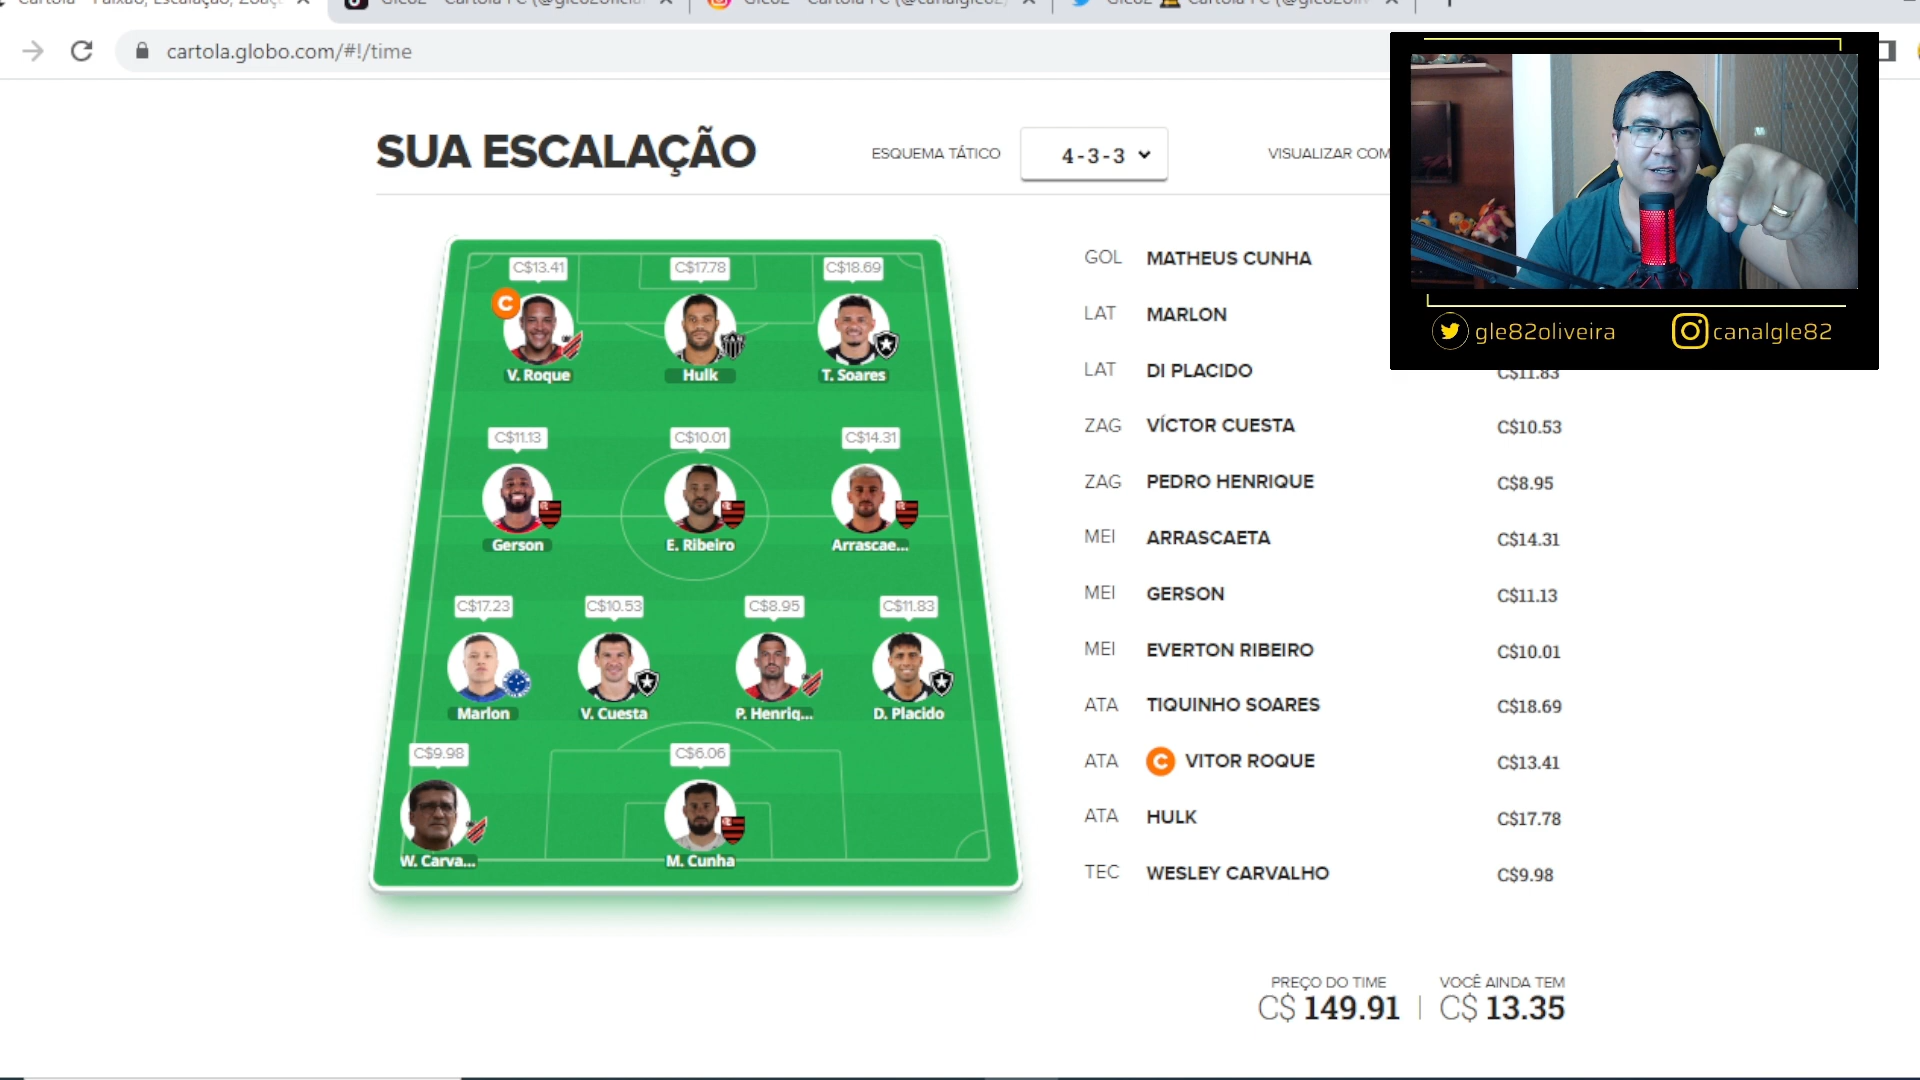 cartola.globo.com/#!/time
SUA ESCALAÇÃO
ESQUEMA TÁTICO
4-3-3
VISUALIZAR COM
gle82oliveira
canalgle82
C$13.41
C$17.78
C$18.69
C
V. Roque
Hulk
T. Soares
C$11.13
C$10.01
C$14.31
Gerson
E. Ribeiro
Arrascae...
C$17.23
C$10.53
C$8.95
C$11.83
Marlon
V. Cuesta
P. Henriq...
D. Placido
C$9.98
C$6.06
W. Carva...
M. Cunha
GOL MATHEUS CUNHA
LAT MARLON
LAT DI PLACIDO C$11.83
ZAG VÍCTOR CUESTA C$10.53
ZAG PEDRO HENRIQUE C$8.95
MEI ARRASCAETA C$14.31
MEI GERSON C$11.13
MEI EVERTON RIBEIRO C$10.01
ATA TIQUINHO SOARES C$18.69
ATA C VITOR ROQUE C$13.41
ATA HULK C$17.78
TEC WESLEY CARVALHO C$9.98
PREÇO DO TIME
C$ 149.91
VOCÊ AINDA TEM
C$ 13.35